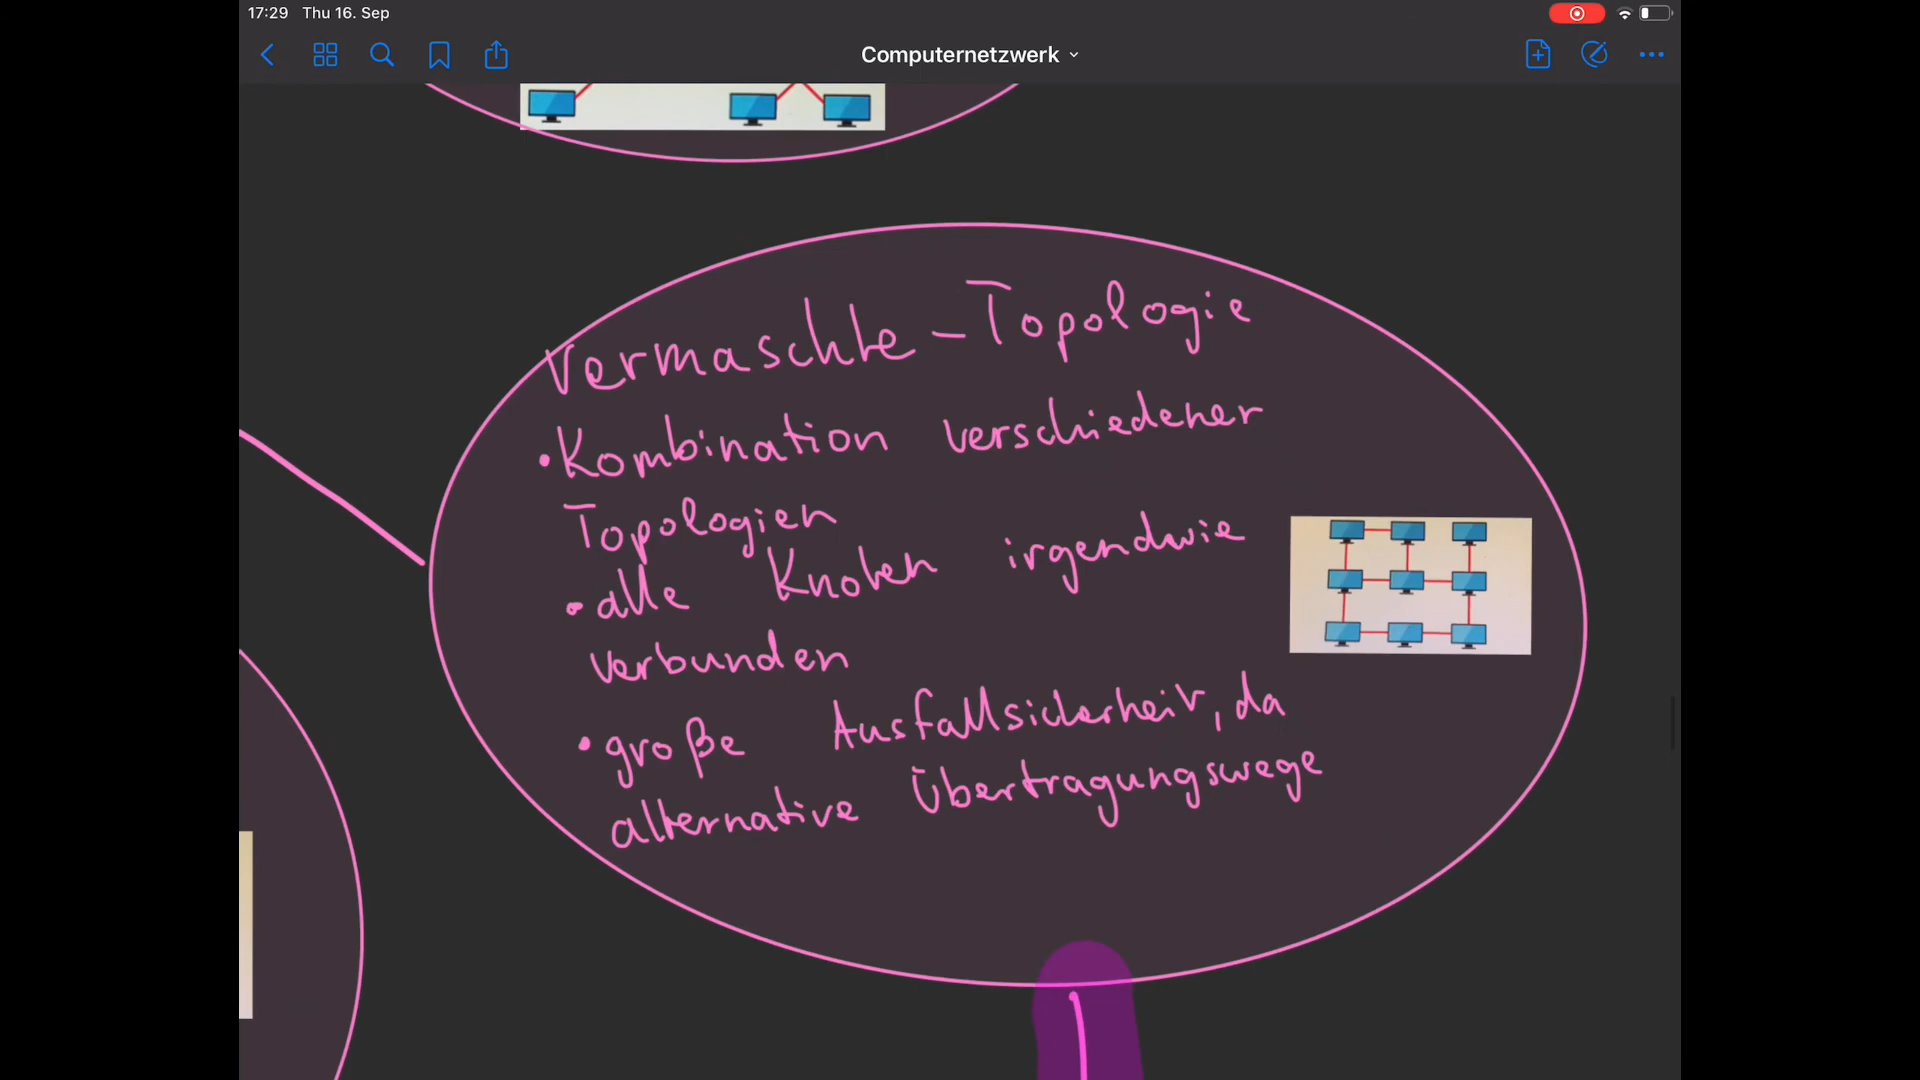 17:29 Thu 16. Sep
Computernetzwerk
Vermaschte-Topologie
• Kombination verschiedener
Topologien
• alle Knoten irgendwie
verbunden
• große Ausfallsicherheit, da
alternative Übertragungswege